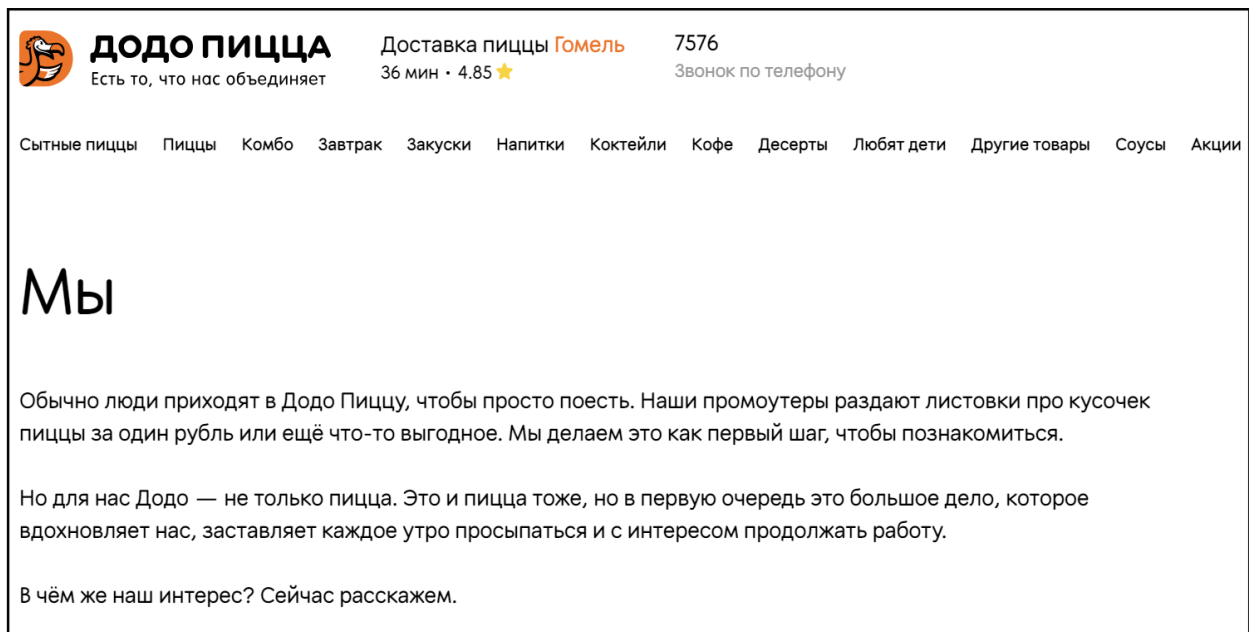 ДОДО ПИЦЦА
Есть то, что нас объединяет
Доставка пиццы Гомель
36 мин • 4.85
7576
Звонок по телефону
Сытные пиццы Пиццы Комбо Завтрак Закуски Напитки Коктейли Кофе Десерты Любят дети Другие товары Соусы Акции
Мы
Обычно люди приходят в Додо Пиццу, чтобы просто поесть. Наши промоутеры раздают листовки про кусочек
пиццы за один рубль или ещё что-то выгодное. Мы делаем это как первый шаг, чтобы познакомиться.
Но для нас Додо — не только пицца. Это и пицца тоже, но в первую очередь это большое дело, которое
вдохновляет нас, заставляет каждое утро просыпаться и с интересом продолжать работу.
В чём же наш интерес? Сейчас расскажем.